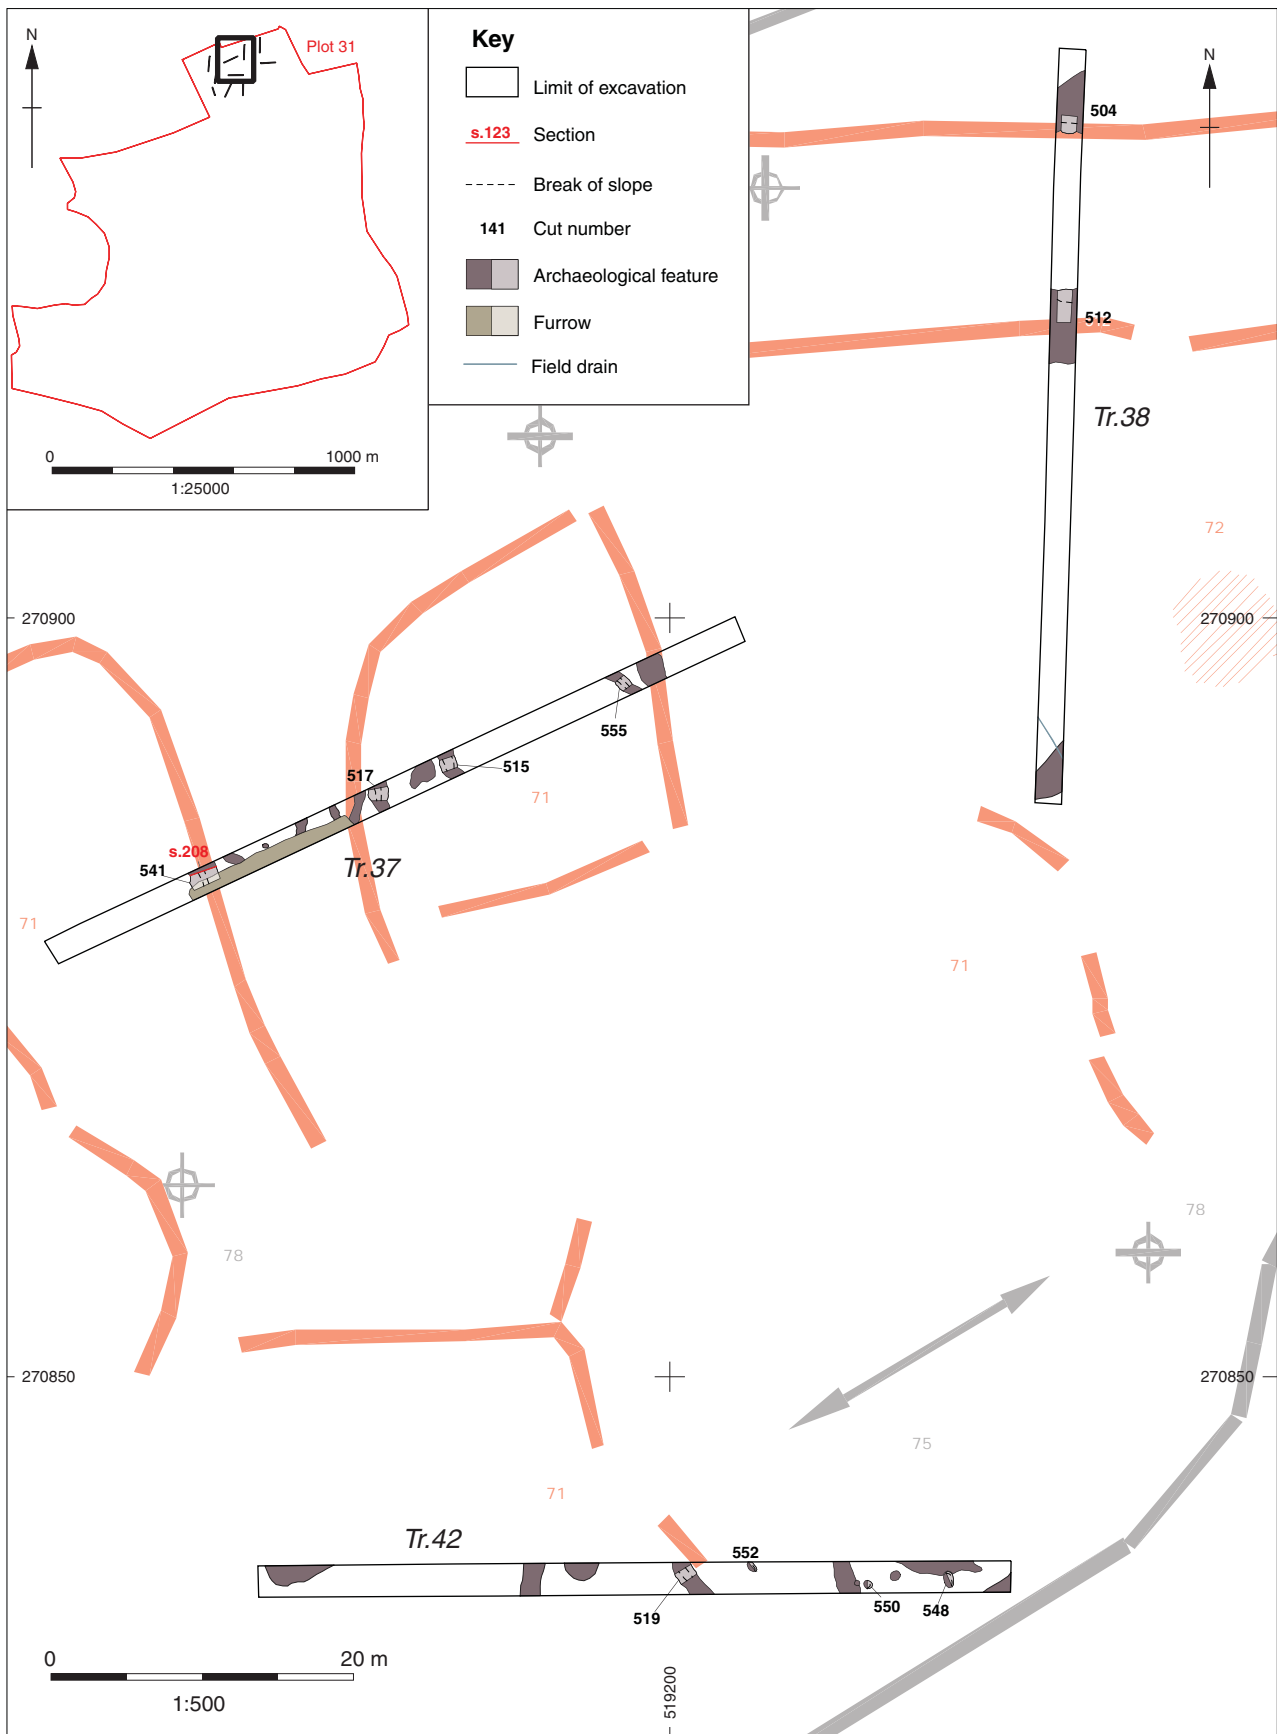 N
Plot 31
0 1000 m
1:25000
Key
Limit of excavation
s.123 Section
Break of slope
141 Cut number
Archaeological feature
Furrow
Field drain
N
504
512
Tr.38
72
270900
270900
555
515
517
71
s.208
541
Tr.37
71
71
78
78
270850
270850
75
71
Tr.42
552
519
550
548
0 20 m
1:500
519200